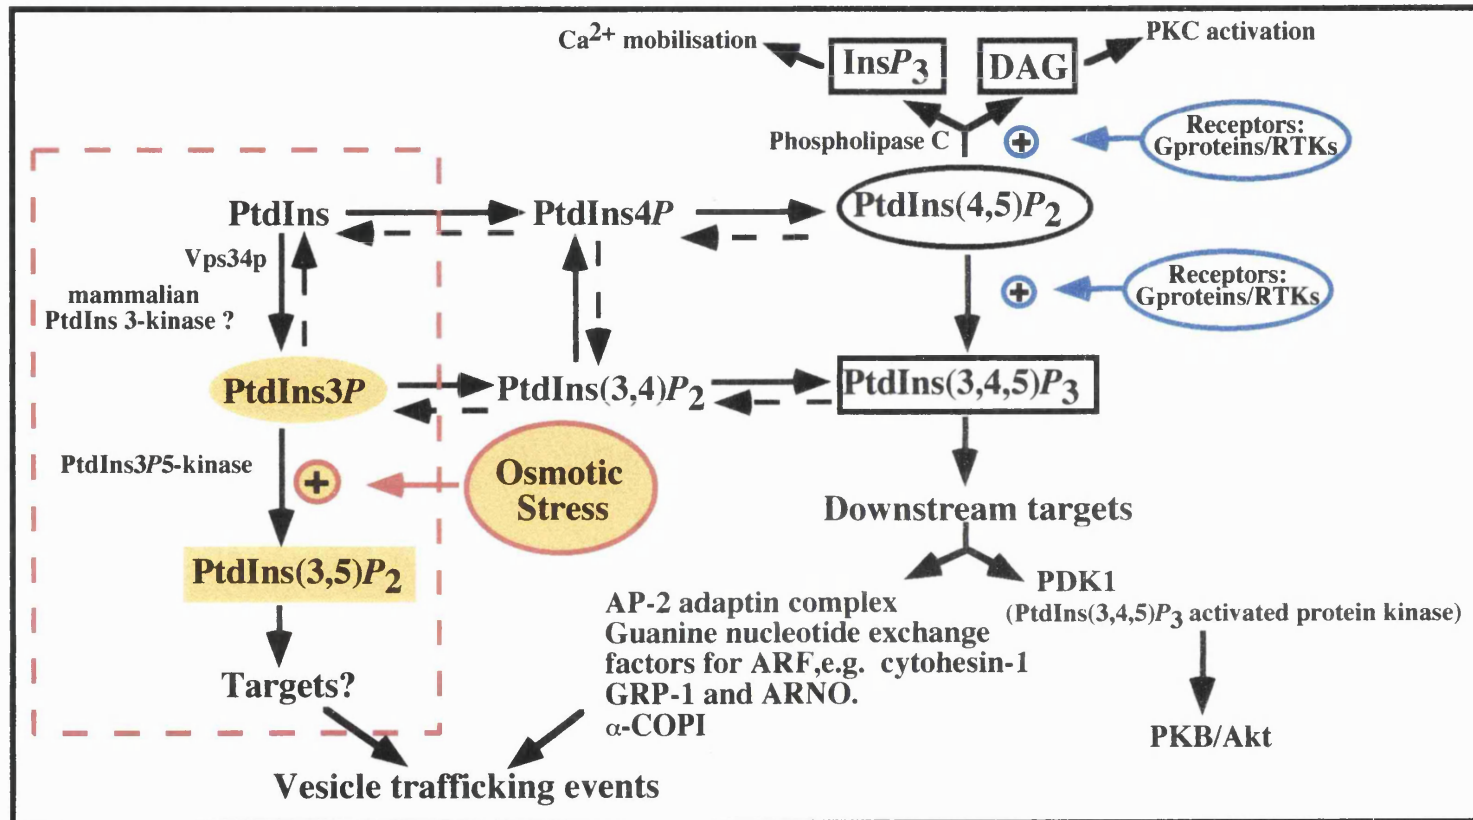 Ca2+ mobilisation
InsP3
DAG
PKC activation
Phospholipase C
+
Receptors:
Gproteins/RTKs
PtdIns
PtdIns4P
PtdIns(4,5)P2
Vps34p
mammalian
PtdIns 3-kinase ?
+
Receptors:
Gproteins/RTKs
PtdIns3P
PtdIns(3,4)P2
PtdIns(3,4,5)P3
PtdIns3P5-kinase
+
Osmotic
Stress
Downstream targets
PtdIns(3,5)P2
AP-2 adaptin complex
Guanine nucleotide exchange
factors for ARF,e.g. cytohesin-1
GRP-1 and ARNO.
α-COPI
PDK1
(PtdIns(3,4,5)P3 activated protein kinase)
Targets?
PKB/Akt
Vesicle trafficking events